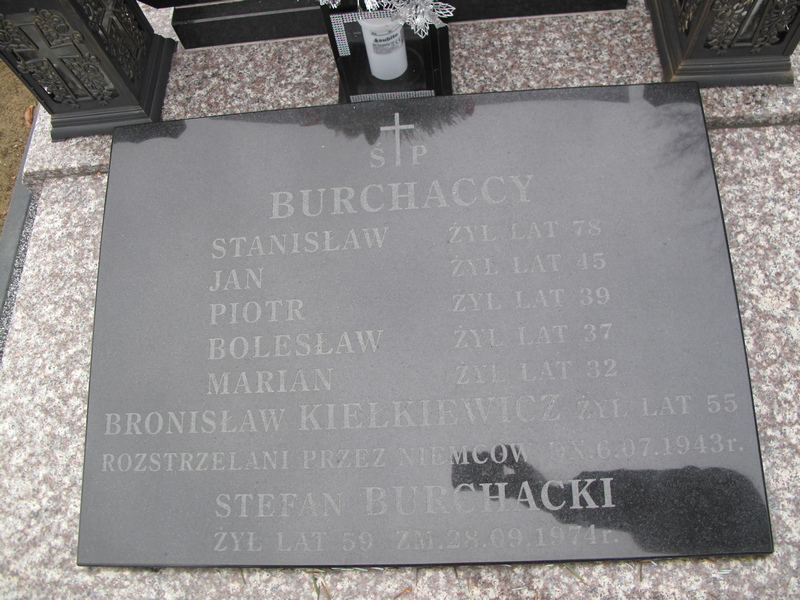 Ś P
BURCHACCY
STANISŁAW ŻYŁ LAT 78
JAN ŻYŁ LAT 45
PIOTR ŻYŁ LAT 39
BOLESŁAW ŻYŁ LAT 37
MARIAN ŻYŁ LAT 32
BRONISŁAW KIEŁKIEWICZ ŻYŁ LAT 55
ROZSTRZELANI PRZEZ NIEMCÓW DN.6.07.1943r.
STEFAN BURCHACKI
ŻYŁ LAT 59 ZM.28.09.1974r.